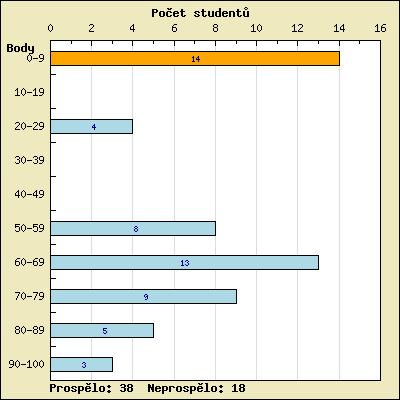 Počet studentů
0 2 4 6 8 10 12 14 16
Body
0-9 14
10-19
20-29 4
30-39
40-49
50-59 8
60-69 13
70-79 9
80-89 5
90-100 3
Prospělo: 38 Neprospělo: 18